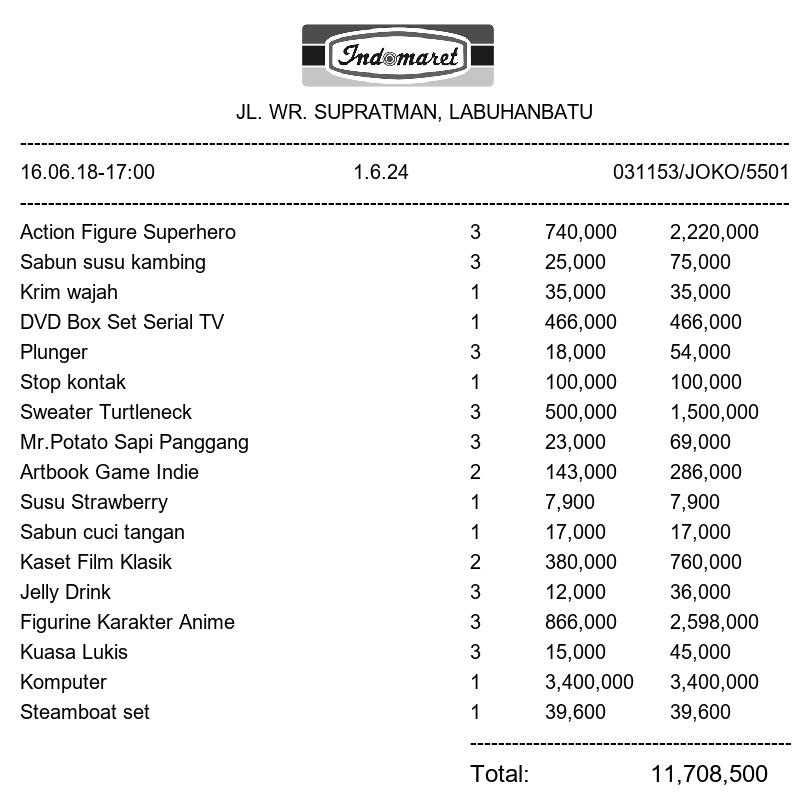 Indomaret
JL. WR. SUPRATMAN, LABUHANBATU
16.06.18-17:00 1.6.24 031153/JOKO/5501
Action Figure Superhero 3 740,000 2,220,000
Sabun susu kambing 3 25,000 75,000
Krim wajah 1 35,000 35,000
DVD Box Set Serial TV 1 466,000 466,000
Plunger 3 18,000 54,000
Stop kontak 1 100,000 100,000
Sweater Turtleneck 3 500,000 1,500,000
Mr.Potato Sapi Panggang 3 23,000 69,000
Artbook Game Indie 2 143,000 286,000
Susu Strawberry 1 7,900 7,900
Sabun cuci tangan 1 17,000 17,000
Kaset Film Klasik 2 380,000 760,000
Jelly Drink 3 12,000 36,000
Figurine Karakter Anime 3 866,000 2,598,000
Kuasa Lukis 3 15,000 45,000
Komputer 1 3,400,000 3,400,000
Steamboat set 1 39,600 39,600
Total: 11,708,500